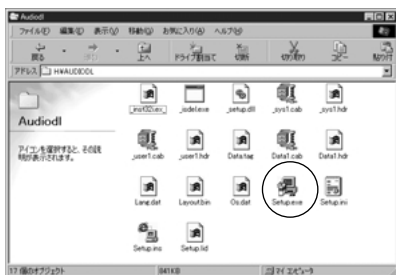 Audiodl
ファイル(F) 編集(E) 表示(V) 移動(G) お気に入り(A) ヘルプ(H)
戻る 進む 上へ ドライブ割当て 切断 切り取り コピー 貼り付け
アドレス H:\AUDIODL
Audiodl
アイコンを選択すると、その説
明が表示されます。
_inst32i.ex_ _isdel.exe _setup.dll _sys1.cab _sys1.hdr
_user1.cab _user1.hdr Data.tag Data1.cab Data1.hdr
Lang.dat Layout.bin Os.dat Setup.exe Setup.ini
Setup.ins Setup.lid
17 個のオブジェクト 841KB マイ コンピュータ